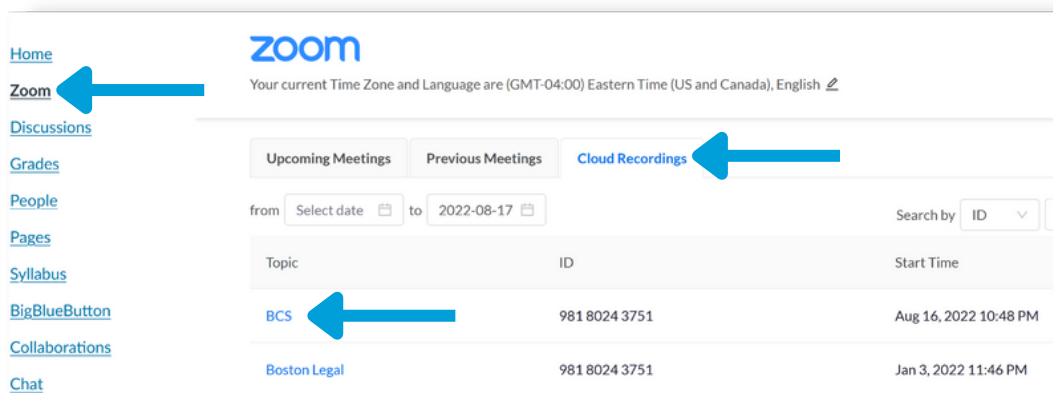 Home
Zoom
Discussions
Grades
People
Pages
Syllabus
BigBlueButton
Collaborations
Chat
zoom
Your current Time Zone and Language are (GMT-04:00) Eastern Time (US and Canada), English
Upcoming Meetings Previous Meetings Cloud Recordings
from Select date to 2022-08-17 Search by ID
Topic ID Start Time
BCS 981 8024 3751 Aug 16, 2022 10:48 PM
Boston Legal 981 8024 3751 Jan 3, 2022 11:46 PM